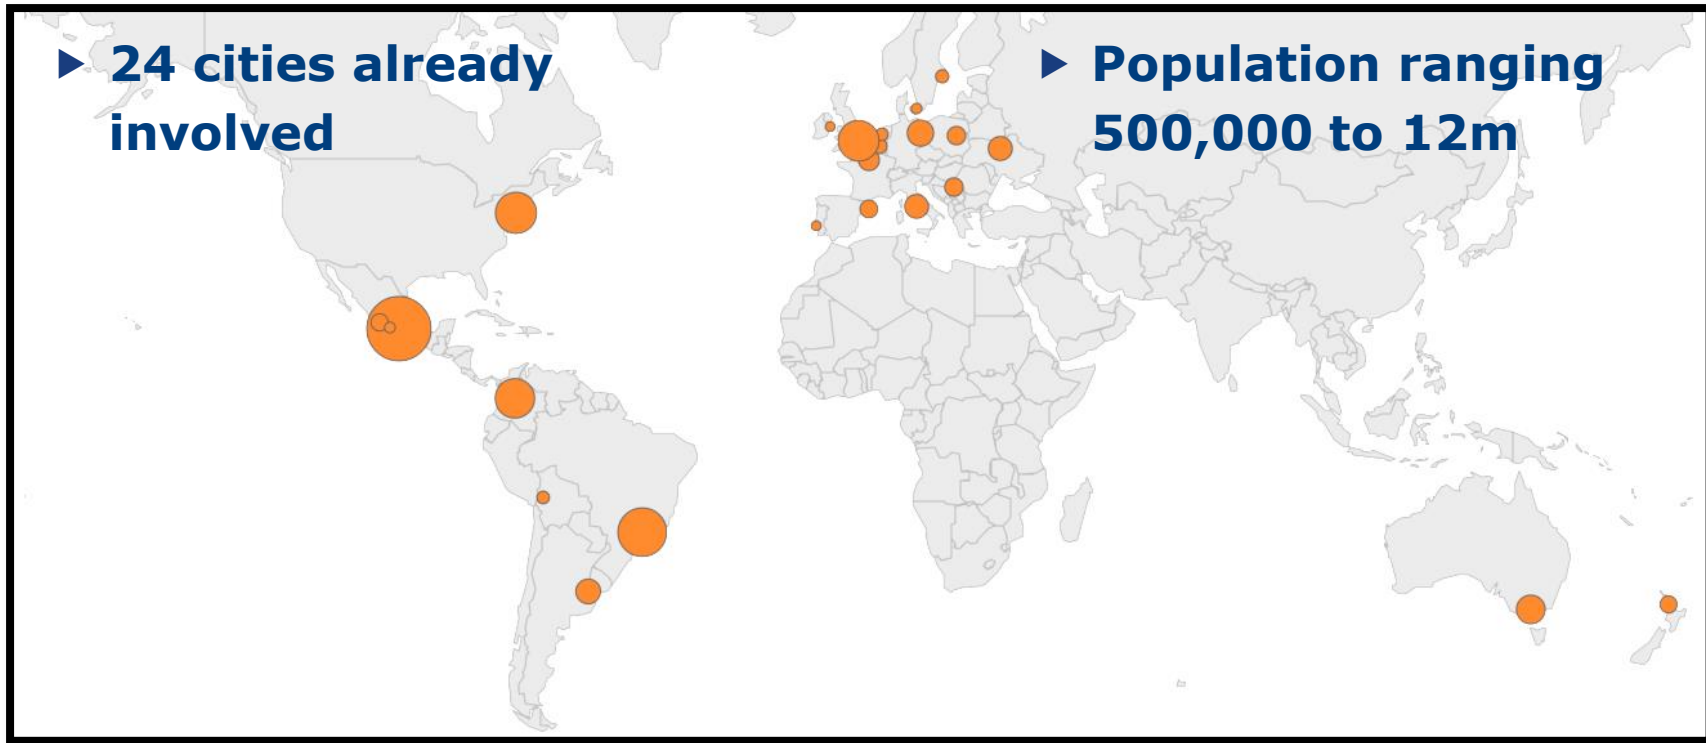 ▶ 24 cities already
involved
▶ Population ranging
500,000 to 12m